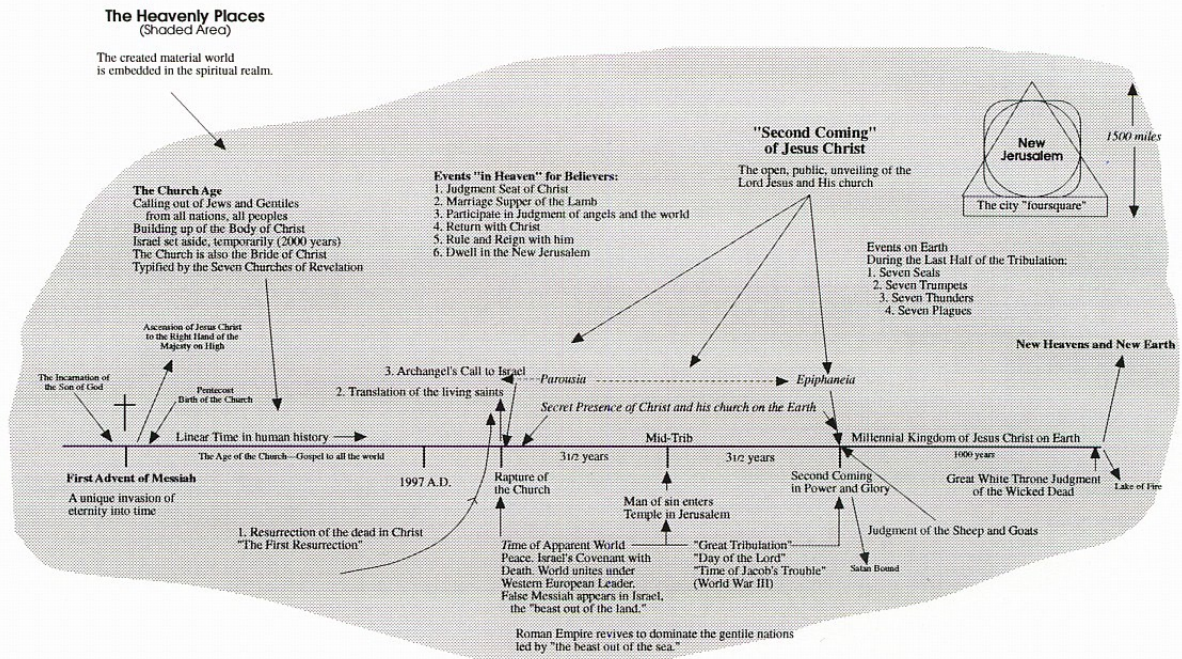 The Heavenly Places
(Shaded Area)
The created material world
is embedded in the spiritual realm.
"Second Coming"
of Jesus Christ
The open, public, unveiling of the
Lord Jesus and His church
New
Jerusalem
1500 miles
The city "foursquare"
The Church Age
Calling out of Jews and Gentiles
from all nations, all peoples
Building up of the Body of Christ
Israel set aside, temporarily (2000 years)
The Church is also the Bride of Christ
Typified by the Seven Churches of Revelation
Events "in Heaven" for Believers:
1. Judgment Seat of Christ
2. Marriage Supper of the Lamb
3. Participate in Judgment of angels and the world
4. Return with Christ
5. Rule and Reign with him
6. Dwell in the New Jerusalem
Events on Earth
During the Last Half of the Tribulation:
1. Seven Seals
2. Seven Trumpets
3. Seven Thunders
4. Seven Plagues
Ascension of Jesus Christ
to the Right Hand of the
Majesty on High
New Heavens and New Earth
The Incarnation of
the Son of God
Pentecost
Birth of the Church
3. Archangel's Call to Israel
2. Translation of the living saints
Parousia
Epiphaneia
Secret Presence of Christ and his church on the Earth
Linear Time in human history
Mid-Trib
Millennial Kingdom of Jesus Christ on Earth
The Age of the Church—Gospel to all the world
31/2 years
31/2 years
1000 years
First Advent of Messiah
A unique invasion of
eternity into time
1997 A.D.
Rapture of
the Church
Second Coming
in Power and Glory
Great White Throne Judgment
of the Wicked Dead
Lake of Fire
Man of sin enters
Temple in Jerusalem
1. Resurrection of the dead in Christ
"The First Resurrection"
Judgment of the Sheep and Goats
Time of Apparent World
Peace. Israel's Covenant with
Death. World unites under
Western European Leader,
False Messiah appears in Israel,
the "beast out of the land."
"Great Tribulation"
"Day of the Lord"
"Time of Jacob's Trouble"
(World War III)
Satan Bound
Roman Empire revives to dominate the gentile nations
led by "the beast out of the sea."